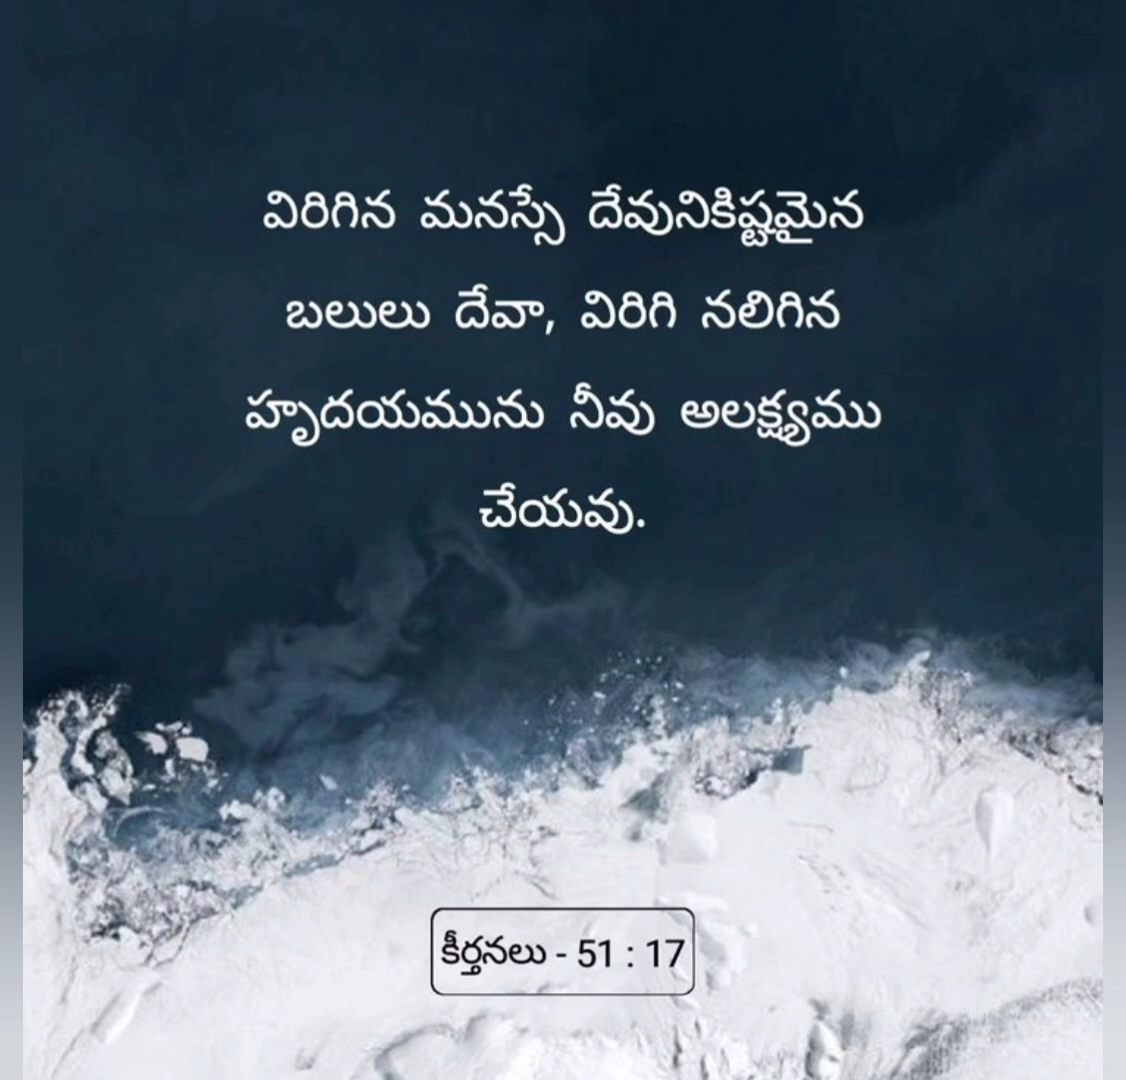 విరిగిన మనస్సే దేవునికిష్టమైన
బలులు దేవా, విరిగి నలిగిన
హృదయమును నీవు అలక్ష్యము
చేయవు.
కీర్తనలు - 51 : 17